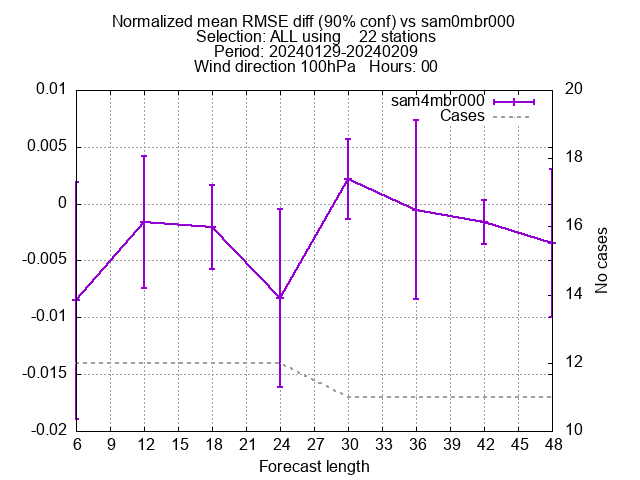 Normalized mean RMSE diff (90% conf) vs sam0mbr000
Selection: ALL using    22 stations
Period: 20240129-20240209
Wind direction 100hPa   Hours: 00
sam4mbr000
Cases
0.01
0.005
0
-0.005
-0.01
-0.015
-0.02
20
18
16
14
12
10
No cases
6 9 12 15 18 21 24 27 30 33 36 39 42 45 48
Forecast length